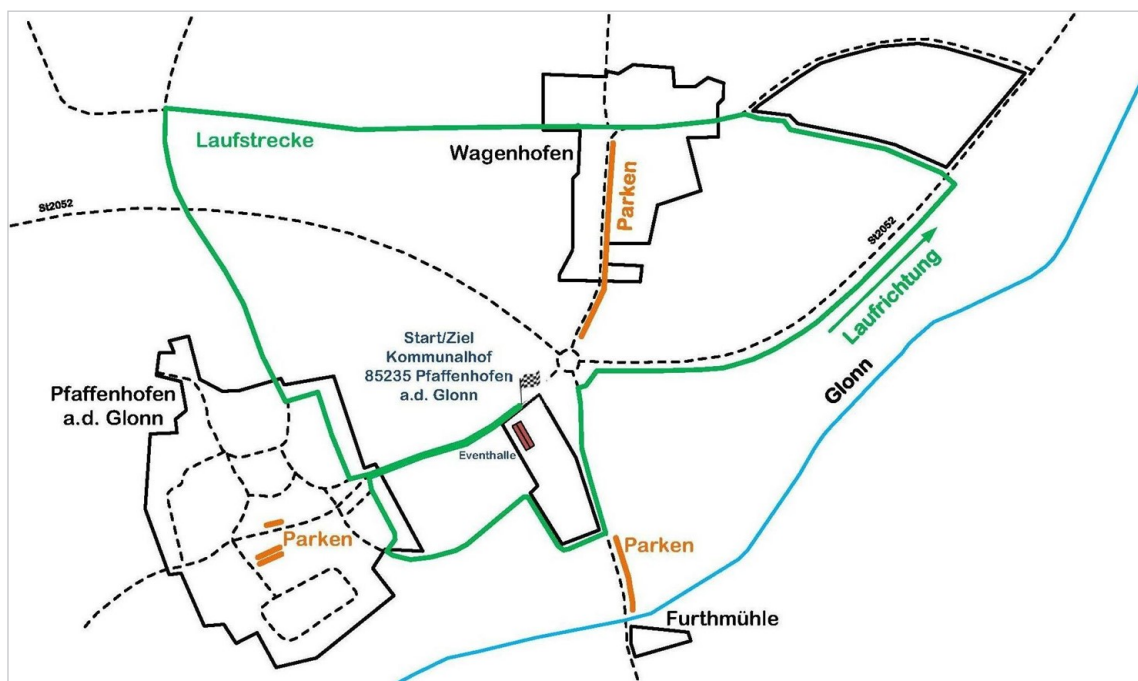 Laufstrecke
Wagenhofen
Parken
St2052
St2052
Laufrichtung
Start/Ziel
Kommunalhof
85235 Pfaffenhofen
a.d. Glonn
Pfaffenhofen
a.d. Glonn
Glonn
Eventhalle
Parken
Parken
Furthmühle